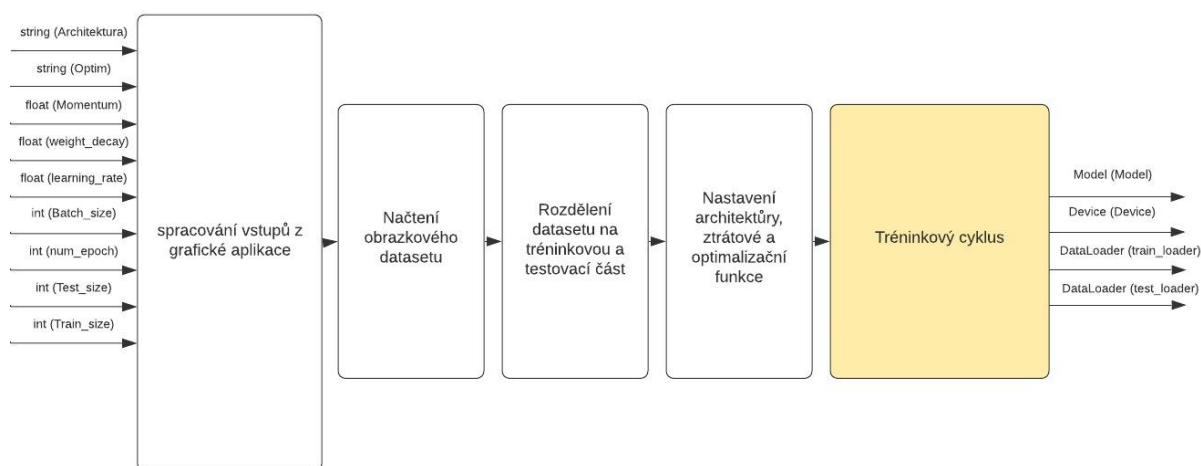 string (Architektura)
string (Optim)
float (Momentum)
float (weight_decay)
float (learning_rate)
int (Batch_size)
int (num_epoch)
int (Test_size)
int (Train_size)
spracování vstupů z
grafické aplikace
Načtení
obrazkového
datasetu
Rozdělení
datasetu na
tréninkovou a
testovací část
Nastavení
architektůry,
ztrátové a
optimalizační
funkce
Tréninkový cyklus
Model (Model)
Device (Device)
DataLoader (train_loader)
DataLoader (test_loader)